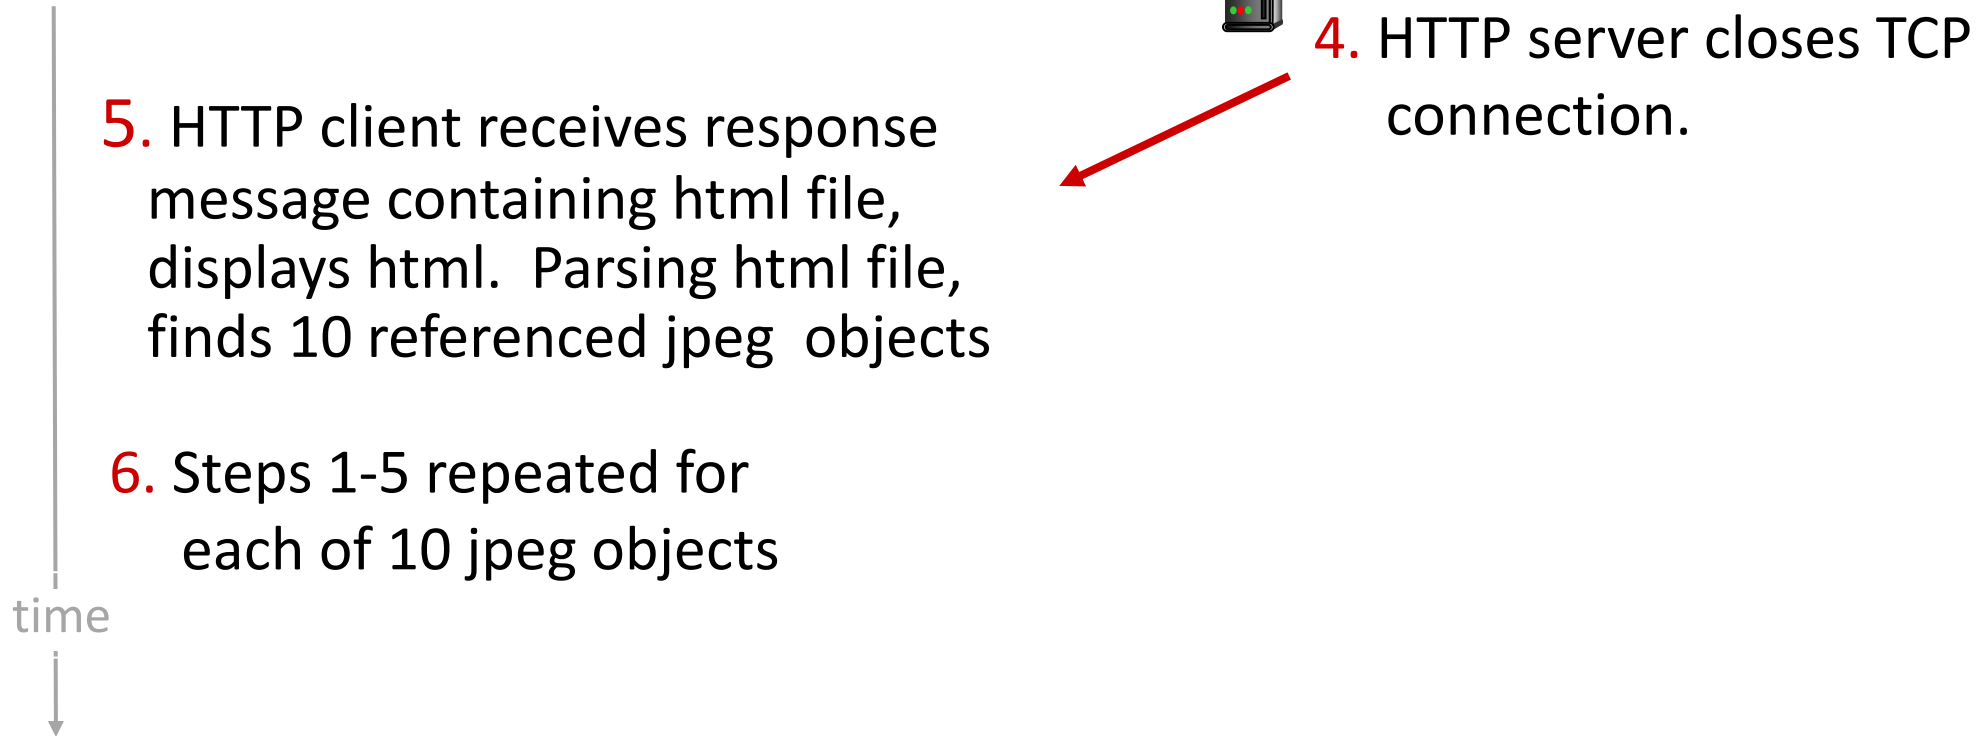 4. HTTP server closes TCP
connection.
5. HTTP client receives response
message containing html file,
displays html.  Parsing html file,
finds 10 referenced jpeg  objects
6. Steps 1-5 repeated for
each of 10 jpeg objects
time